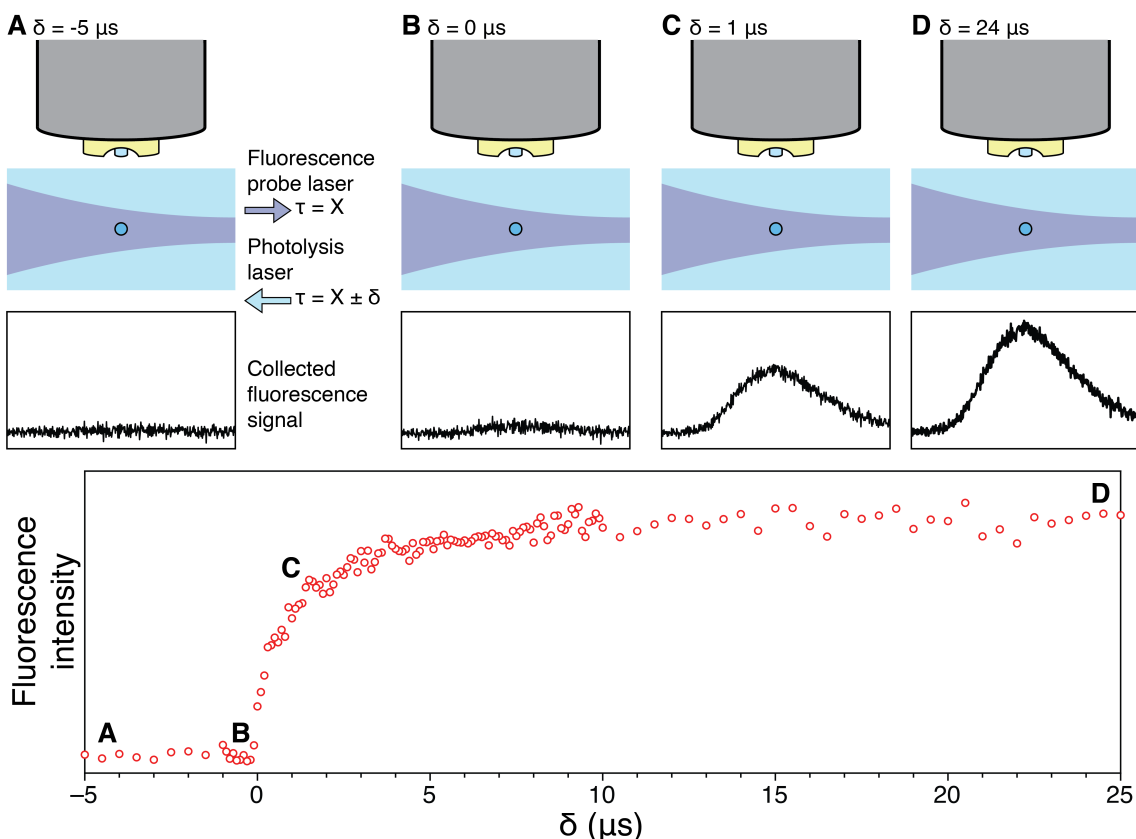 A δ = -5 µs
B δ = 0 µs
C δ = 1 µs
D δ = 24 µs
Fluorescence
probe laser
τ = X
Photolysis
laser
τ = X ± δ
Collected
fluorescence
signal
Fluorescence
intensity
A
B
C
D
–5
0
5
10
15
20
25
δ (µs)